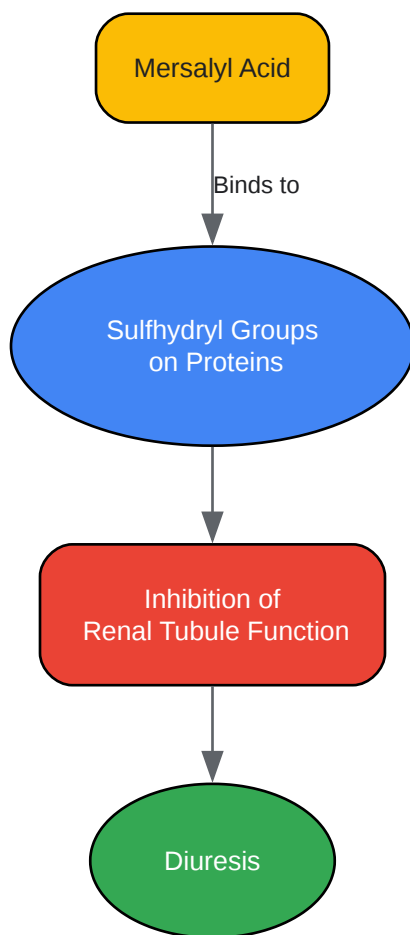 Mersalyl Acid
Binds to
Sulfhydryl Groups
on Proteins
Inhibition of
Renal Tubule Function
Diuresis